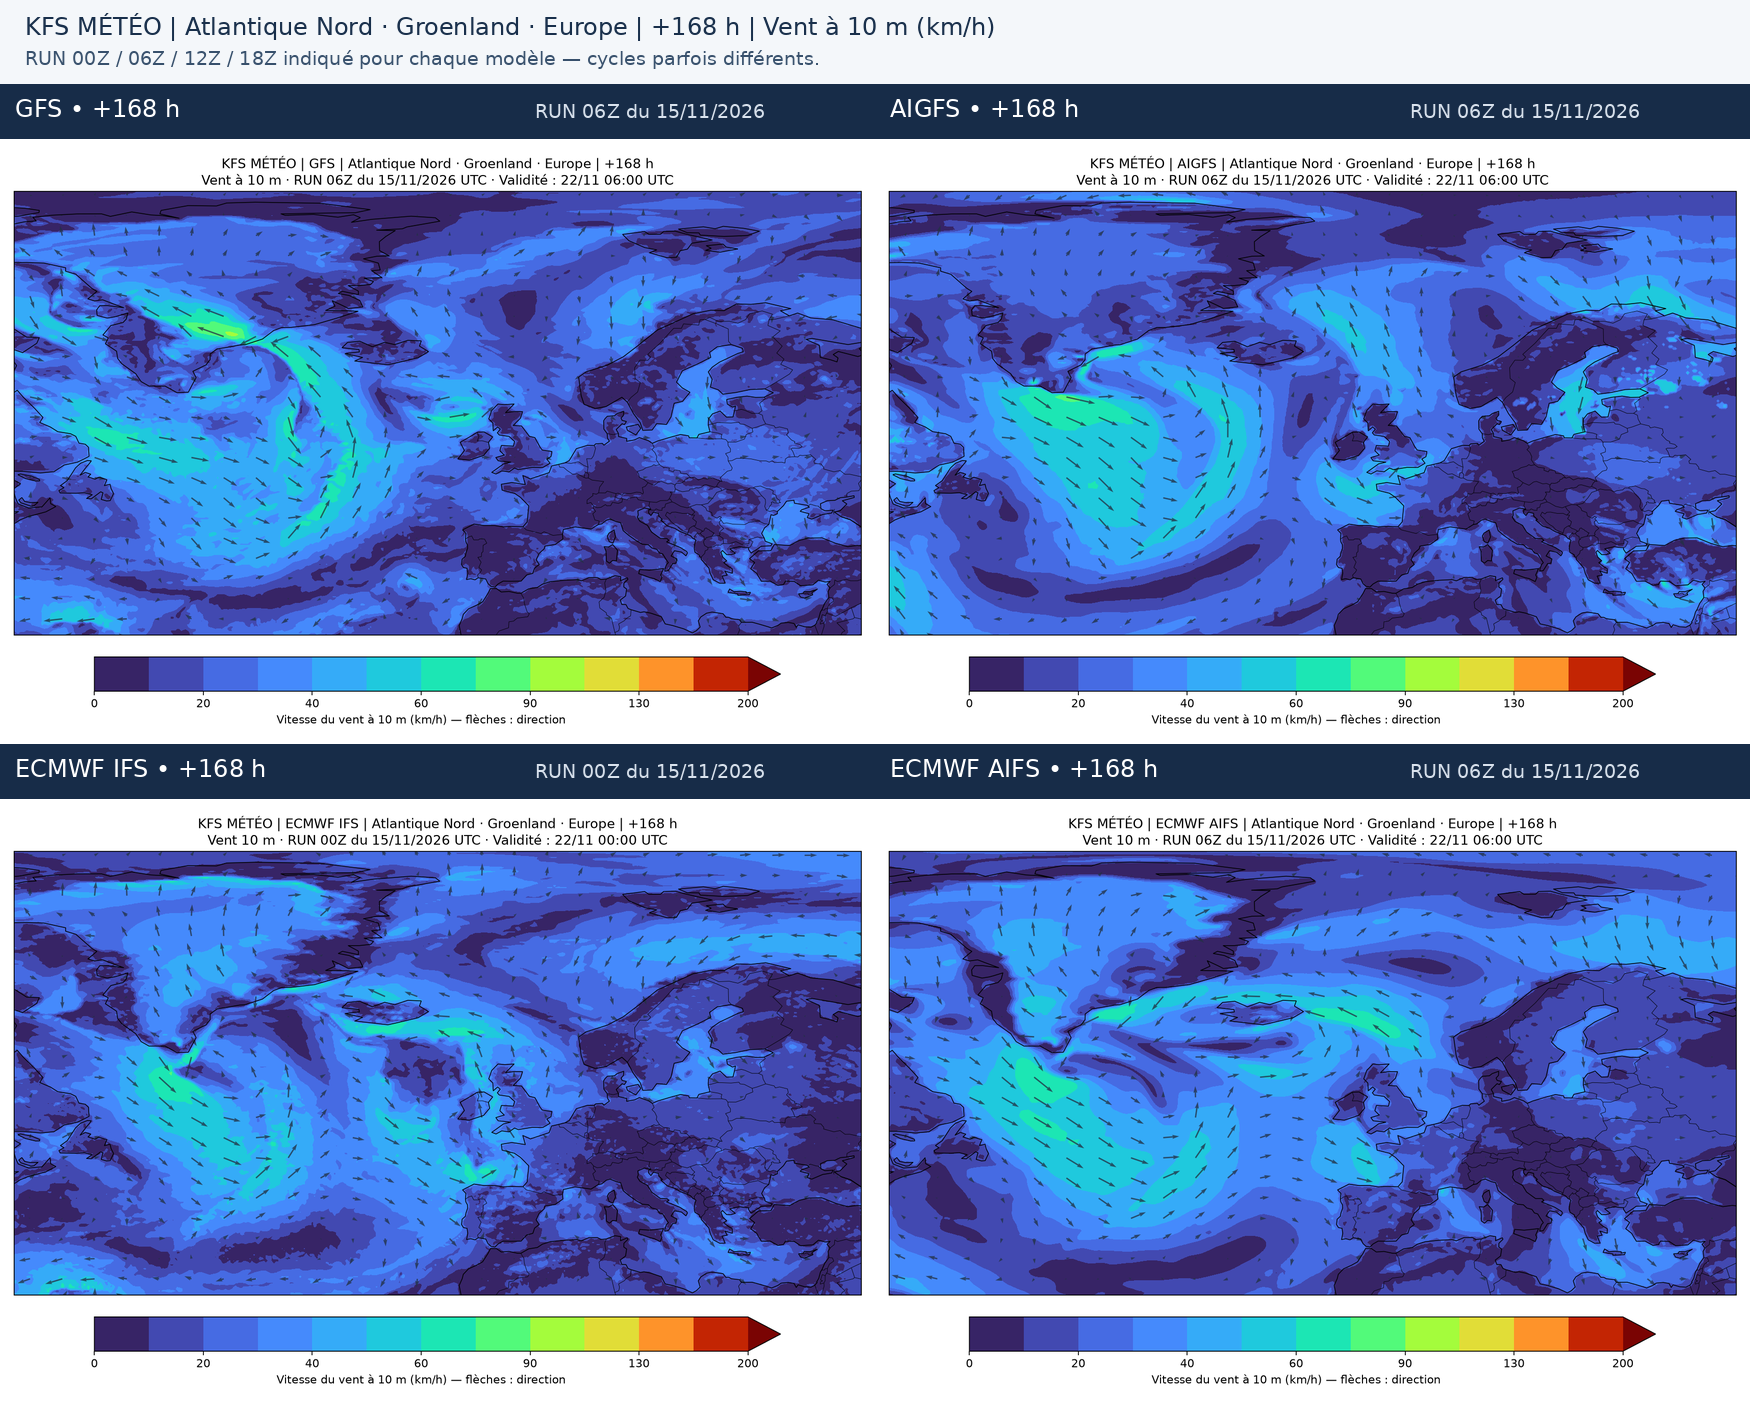 KFS MÉTÉO | Atlantique Nord · Groenland · Europe | +168 h | Vent à 10 m (km/h)
RUN 00Z / 06Z / 12Z / 18Z indiqué pour chaque modèle — cycles parfois différents.
GFS • +168 h
RUN 06Z du 15/11/2026
KFS MÉTÉO | GFS | Atlantique Nord · Groenland · Europe | +168 h
Vent à 10 m · RUN 06Z du 15/11/2026 UTC · Validité : 22/11 06:00 UTC
0 20 40 60 90 130 200
Vitesse du vent à 10 m (km/h) — flèches : direction
AIGFS • +168 h
RUN 06Z du 15/11/2026
KFS MÉTÉO | AIGFS | Atlantique Nord · Groenland · Europe | +168 h
Vent à 10 m · RUN 06Z du 15/11/2026 UTC · Validité : 22/11 06:00 UTC
0 20 40 60 90 130 200
Vitesse du vent à 10 m (km/h) — flèches : direction
ECMWF IFS • +168 h
RUN 00Z du 15/11/2026
KFS MÉTÉO | ECMWF IFS | Atlantique Nord · Groenland · Europe | +168 h
Vent 10 m · RUN 00Z du 15/11/2026 UTC · Validité : 22/11 00:00 UTC
0 20 40 60 90 130 200
Vitesse du vent à 10 m (km/h) — flèches : direction
ECMWF AIFS • +168 h
RUN 06Z du 15/11/2026
KFS MÉTÉO | ECMWF AIFS | Atlantique Nord · Groenland · Europe | +168 h
Vent 10 m · RUN 06Z du 15/11/2026 UTC · Validité : 22/11 06:00 UTC
0 20 40 60 90 130 200
Vitesse du vent à 10 m (km/h) — flèches : direction